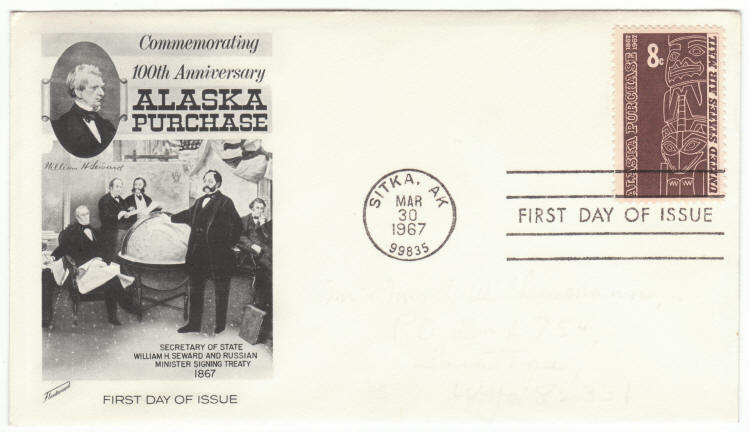 Commemorating
100th Anniversary
ALASKA
PURCHASE
William H Seward
SECRETARY OF STATE
WILLIAM H. SEWARD AND RUSSIAN
MINISTER SIGNING TREATY
1867
Fleetwood
FIRST DAY OF ISSUE
SITKA, AK
MAR
30
1967
99835
8c
ALASKA PURCHASE 1867 1967
UNITED STATES AIR MAIL
FIRST DAY OF ISSUE